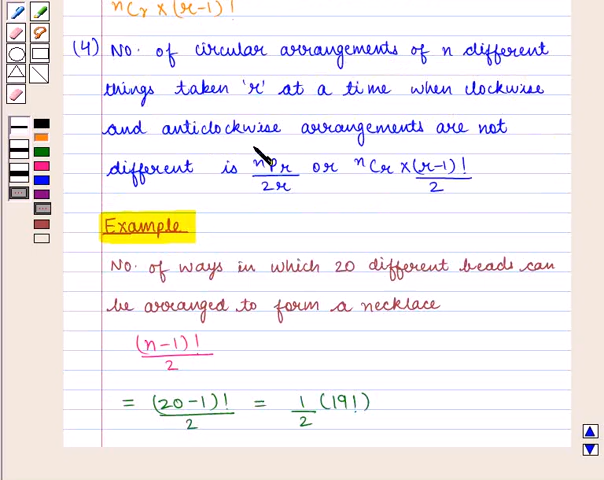 nCr × (r-1)!
(4) No. of circular arrangements of n different
things taken 'r' at a time when clockwise
and anticlockwise arrangements are not
different is nPr/2r or nCr × (r-1)!/2
Example
No. of ways in which 20 different beads can
be arranged to form a necklace
(n-1)!/2
= (20-1)!/2 = 1/2 (19!)